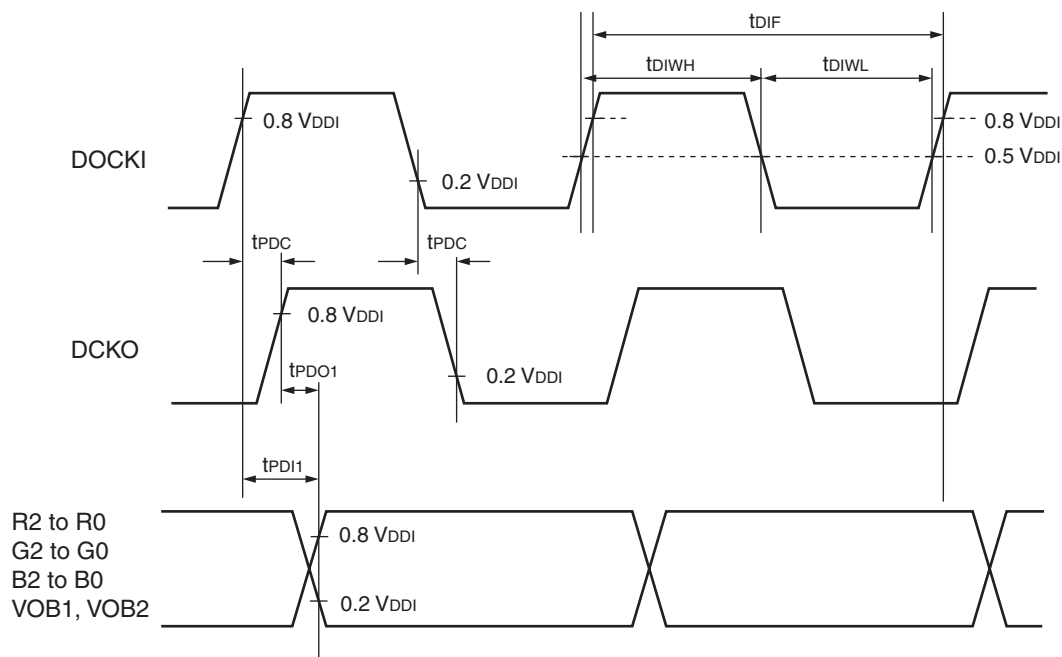 tDIF
tDIWH
tDIWL
DOCKI
0.8 VDDI
0.2 VDDI
0.8 VDDI
0.5 VDDI
tPDC
tPDC
DCKO
0.8 VDDI
0.2 VDDI
tPDO1
tPDI1
R2 to R0
G2 to G0
B2 to B0
VOB1, VOB2
0.8 VDDI
0.2 VDDI